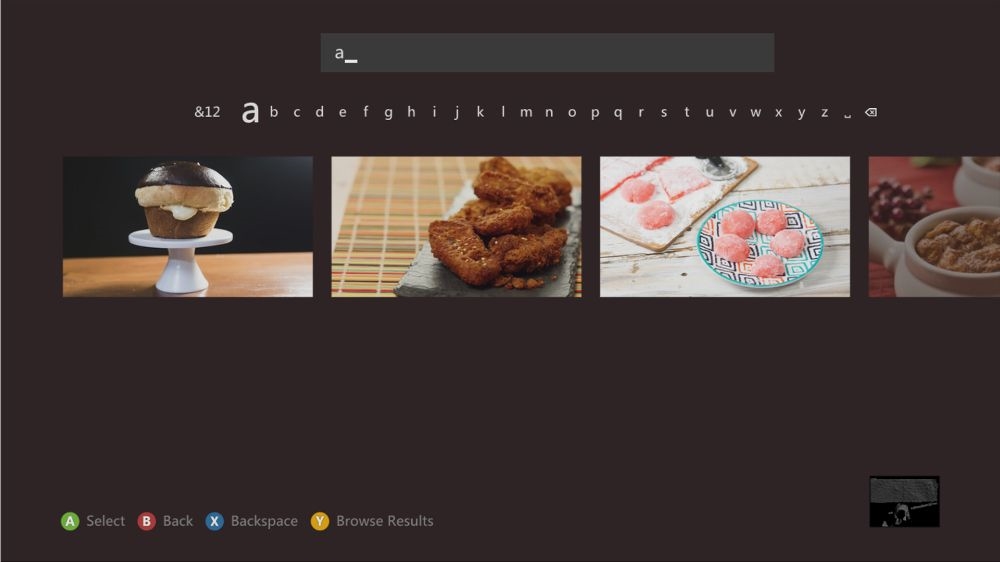 a_
&12 a b c d e f g h i j k l m n o p q r s t u v w x y z ␣ ⌫
A Select B Back X Backspace Y Browse Results